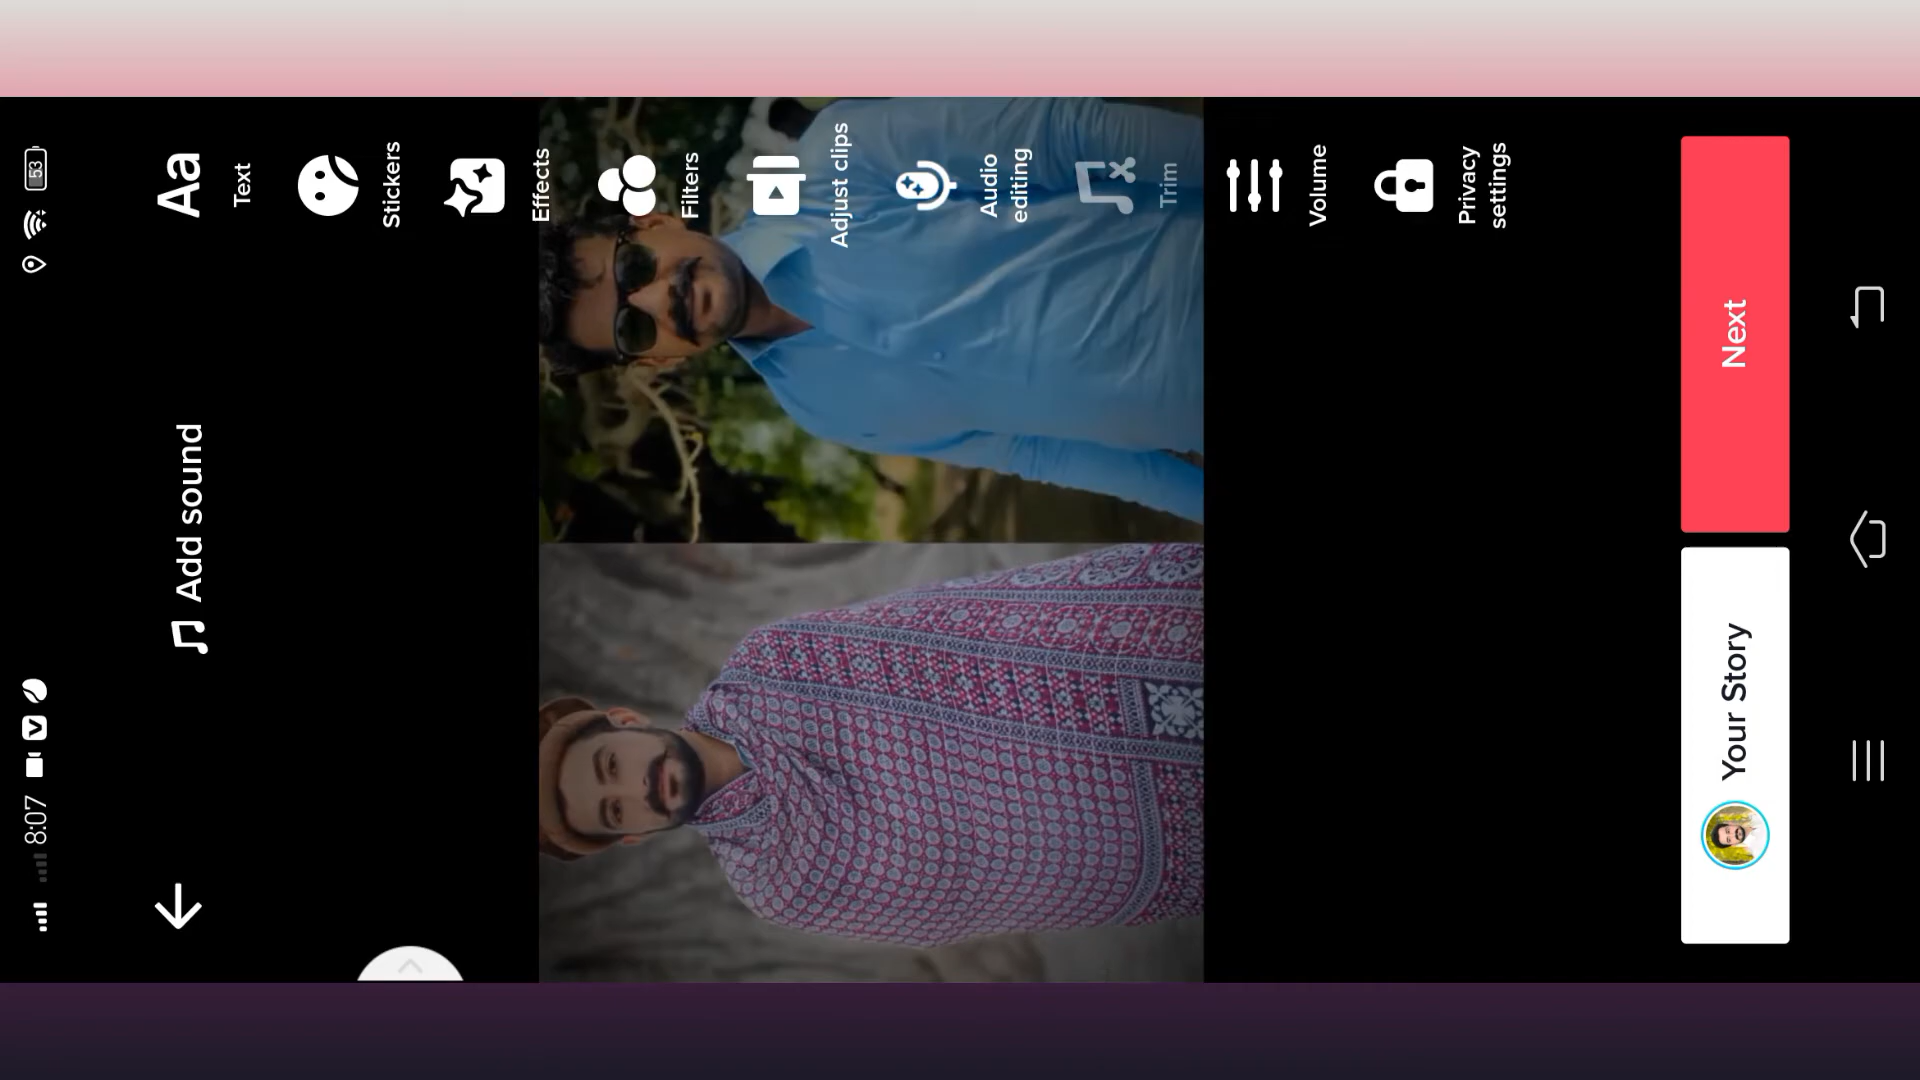 8:07
53
Add sound
Aa
Text
Stickers
Effects
Filters
Adjust clips
Audio
editing
Trim
Volume
Privacy
settings
Your Story
Next